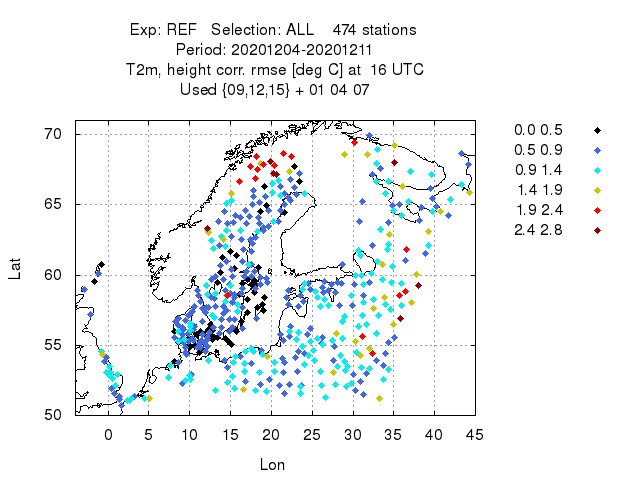 Exp: REF Selection: ALL 474 stations
Period: 20201204-20201211
T2m, height corr. rmse [deg C] at 16 UTC
Used {09,12,15} + 01 04 07
0.0 0.5
0.5 0.9
0.9 1.4
1.4 1.9
1.9 2.4
2.4 2.8
70
65
60
55
50
Lat
0 5 10 15 20 25 30 35 40 45
Lon